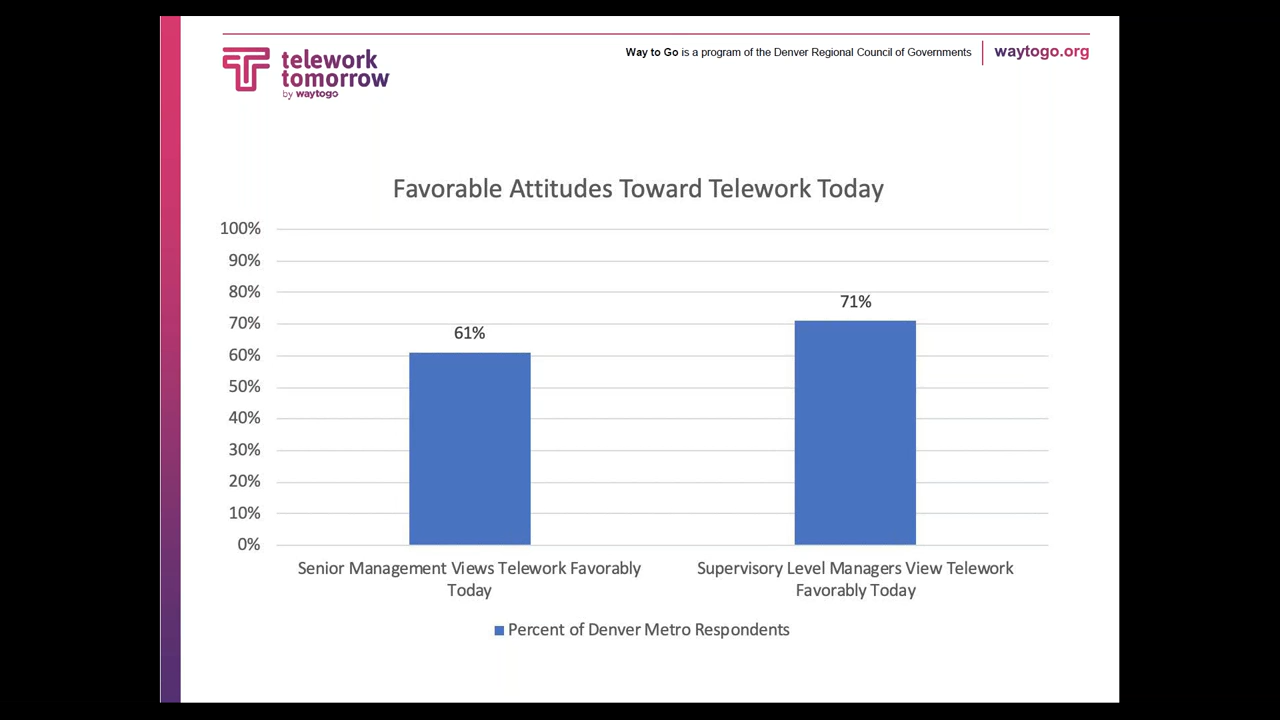 telework
tomorrow
by waytogo
Way to Go is a program of the Denver Regional Council of Governments
waytogo.org
Favorable Attitudes Toward Telework Today
100%
90%
80%
70%
60%
50%
40%
30%
20%
10%
0%
61%
71%
Senior Management Views Telework Favorably
Today
Supervisory Level Managers View Telework
Favorably Today
Percent of Denver Metro Respondents